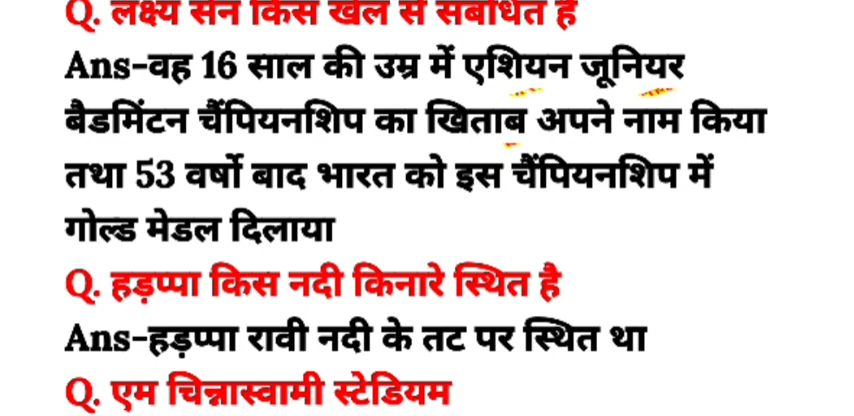 Q. लक्ष्य सेन किस खेल से संबंधित है
Ans-वह 16 साल की उम्र में एशियन जूनियर
बैडमिंटन चैंपियनशिप का खिताब अपने नाम किया
तथा 53 वर्षो बाद भारत को इस चैंपियनशिप में
गोल्ड मेडल दिलाया
Q. हड़प्पा किस नदी किनारे स्थित है
Ans-हड़प्पा रावी नदी के तट पर स्थित था
Q. एम चिन्नास्वामी स्टेडियम